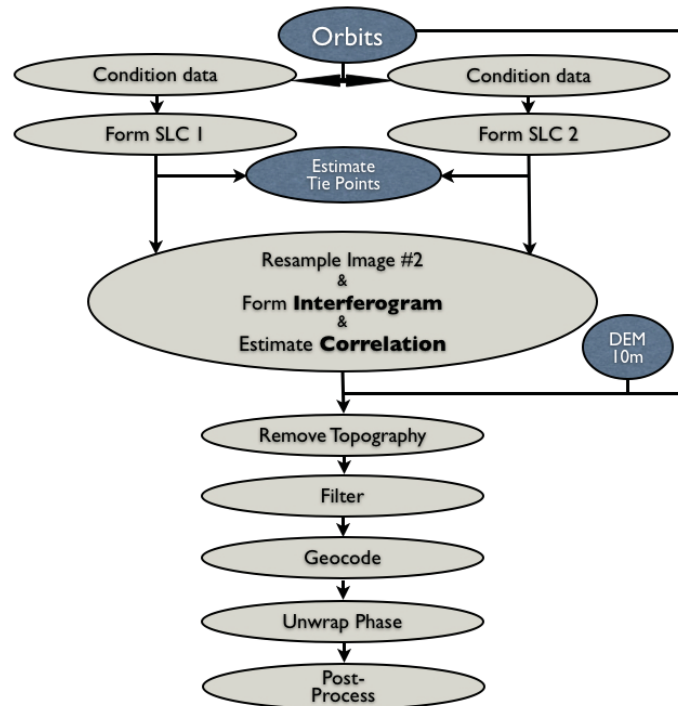 Orbits
Condition data
Condition data
Form SLC 1
Form SLC 2
Estimate
Tie Points
Resample Image #2
&
Form Interferogram
&
Estimate Correlation
DEM
10m
Remove Topography
Filter
Geocode
Unwrap Phase
Post-
Process